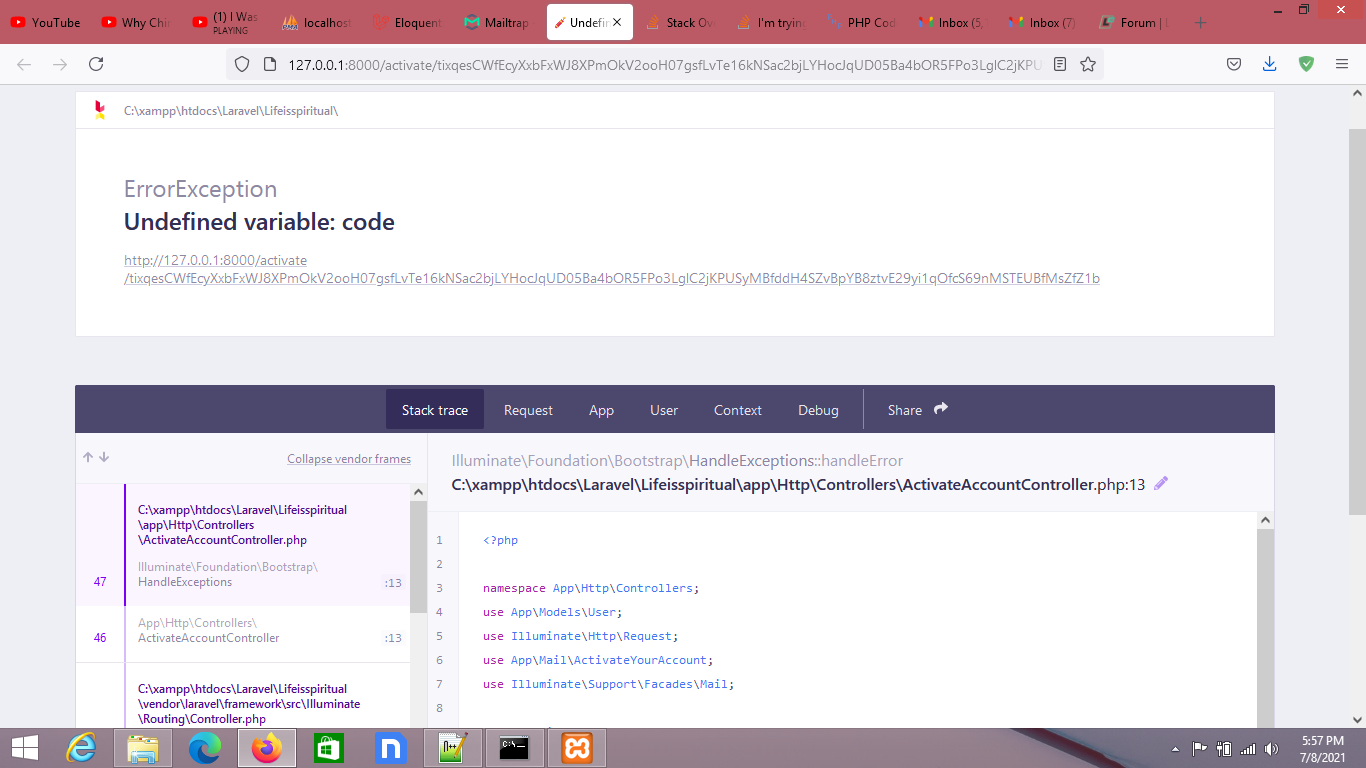 YouTube
Why Chin
(1) I Was
PLAYING
localhost
Eloquent
Mailtrap
Undefin
Stack Ov
I'm trying
PHP Cod
Inbox (5,
Inbox (7)
Forum | L
127.0.0.1:8000/activate/tixqesCWfEcyXxbFxWJ8XPmOkV2ooH07gsfLvTe16kNSac2bjLYHocJqUD05Ba4bOR5FPo3LglC2jKPUS
C:\xampp\htdocs\Laravel\Lifeisspiritual\
ErrorException
Undefined variable: code
http://127.0.0.1:8000/activate
/tixqesCWfEcyXxbFxWJ8XPmOkV2ooH07gsfLvTe16kNSac2bjLYHocJqUD05Ba4bOR5FPo3LglC2jKPUSyMBfddH4SZvBpYB8ztvE29yi1qOfcS69nMSTEUBfMsZfZ1b
Stack trace
Request
App
User
Context
Debug
Share
Collapse vendor frames
Illuminate\Foundation\Bootstrap\HandleExceptions::handleError
C:\xampp\htdocs\Laravel\Lifeisspiritual\app\Http\Controllers\ActivateAccountController.php:13
C:\xampp\htdocs\Laravel\Lifeisspiritual
\app\Http\Controllers
\ActivateAccountController.php
Illuminate\Foundation\Bootstrap\
47 HandleExceptions :13
App\Http\Controllers\
46 ActivateAccountController :13
C:\xampp\htdocs\Laravel\Lifeisspiritual
\vendor\laravel\framework\src\Illuminate
\Routing\Controller.php
1 <?php
2
3 namespace App\Http\Controllers;
4 use App\Models\User;
5 use Illuminate\Http\Request;
6 use App\Mail\ActivateYourAccount;
7 use Illuminate\Support\Facades\Mail;
8
5:57 PM
7/8/2021